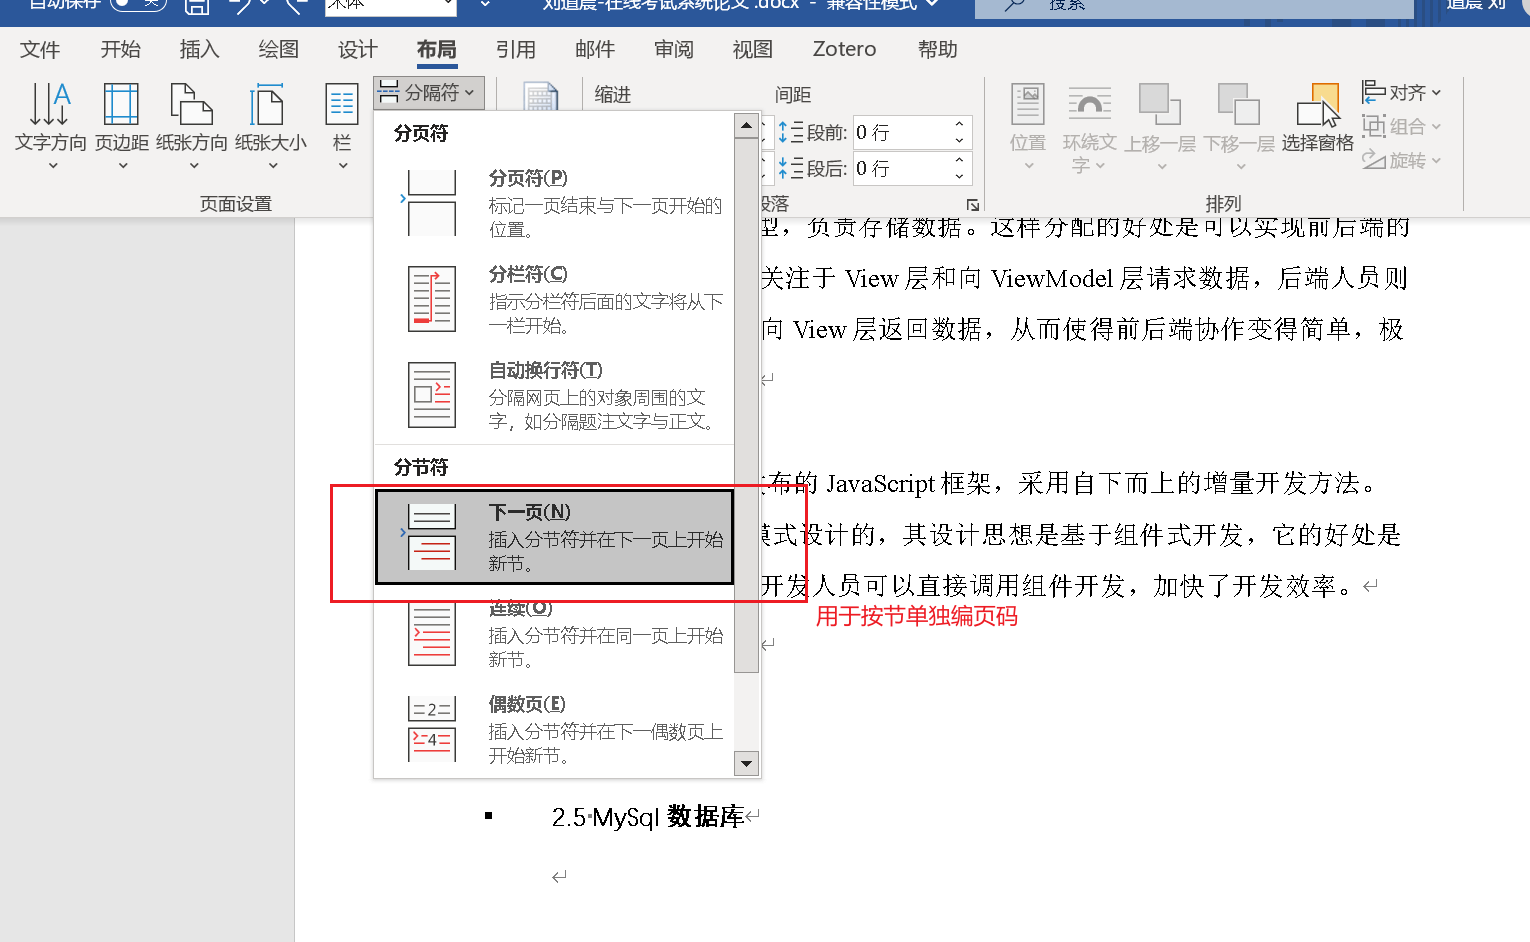 自动保存 关 宋体 刘道晨-在线考试系统论文.docx - 兼容性模式 搜索 道晨 刘
文件 开始 插入 绘图 设计 布局 引用 邮件 审阅 视图 Zotero 帮助
文字方向 页边距 纸张方向 纸张大小 栏
分隔符
页面设置
缩进 间距
段前: 0 行
段后: 0 行
段落
位置 环绕文字 上移一层 下移一层 选择窗格
对齐
组合
旋转
排列
分页符
分页符(P)
标记一页结束与下一页开始的
位置。
分栏符(C)
指示分栏符后面的文字将从下
一栏开始。
自动换行符(T)
分隔网页上的对象周围的文
字，如分隔题注文字与正文。
分节符
下一页(N)
插入分节符并在下一页上开始
新节。
连续(O)
插入分节符并在同一页上开始
新节。
偶数页(E)
插入分节符并在下一偶数页上
开始新节。
型，负责存储数据。这样分配的好处是可以实现前后端的
关注于 View 层和向 ViewModel 层请求数据，后端人员则
向 View 层返回数据，从而使得前后端协作变得简单，极
布的 JavaScript 框架，采用自下而上的增量开发方法。
模式设计的，其设计思想是基于组件式开发，它的好处是
开发人员可以直接调用组件开发，加快了开发效率。
用于按节单独编页码
2.5 MySql 数据库